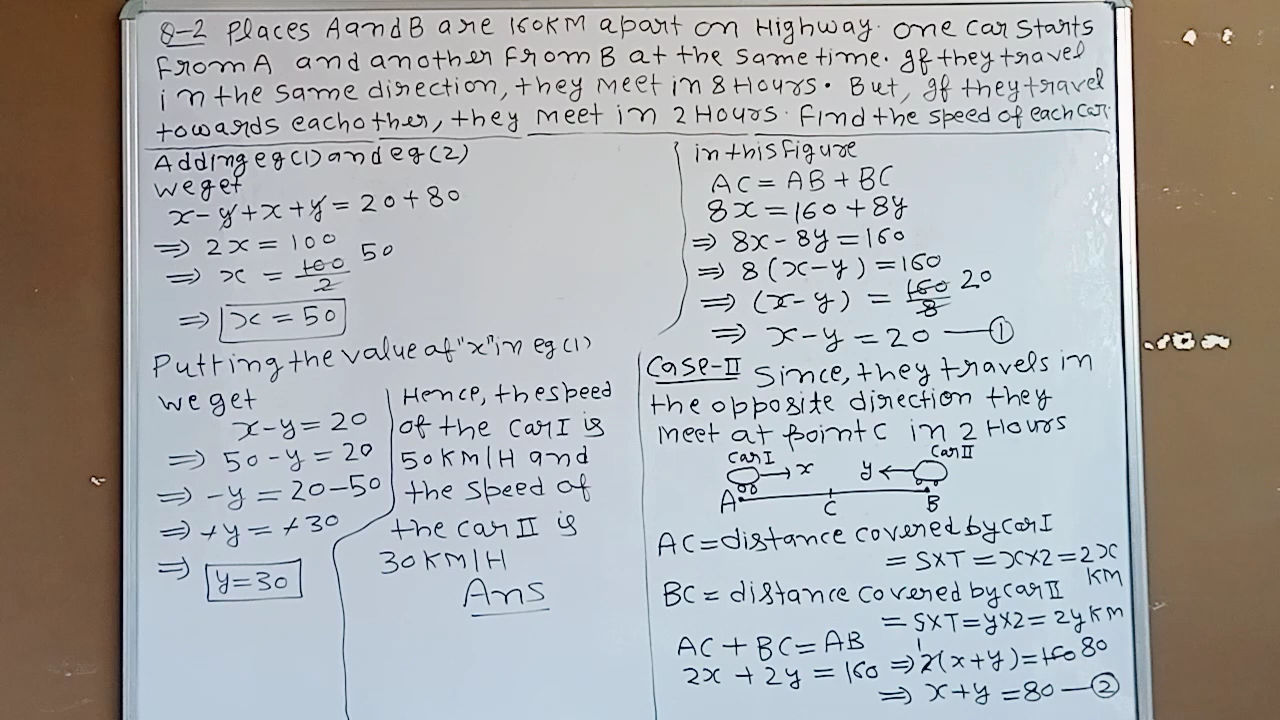 Q-2 Places A and B are 160KM apart on Highway. one car starts
From A and another From B at the same time. If they travel
in the same direction, they meet in 8 Hours. But, If they travel
towards eachother, they meet in 2 Hours. Find the speed of each car.
Adding eq(1) and eq(2)
we get
x-y+x+y=20+80
⇒ 2x=100
⇒ x = 100/2 50
⇒ x=50
Putting the value of "x" in eq(1)
we get
x-y=20
⇒ 50-y=20
⇒ -y=20-50
⇒ +y=+30
⇒ y=30
Hence, the speed
of the car I is
50KM/H and
the speed of
the car II is
30KM/H
Ans
in this Figure
AC=AB+BC
8x=160+8y
⇒ 8x-8y=160
⇒ 8(x-y)=160
⇒ (x-y) = 160/8 20
⇒ x-y=20 —①
Case-II Since, they travels in
the opposite direction they
meet at point C in 2 Hours
Car I Car II
x y
A C B
AC=distance covered by car I
=S×T=x×2=2x
KM
BC=distance covered by car II
=S×T=y×2=2y KM
AC+BC=AB
2x+2y=160 ⇒ 2(x+y)=160 80
1
⇒ x+y=80 —②